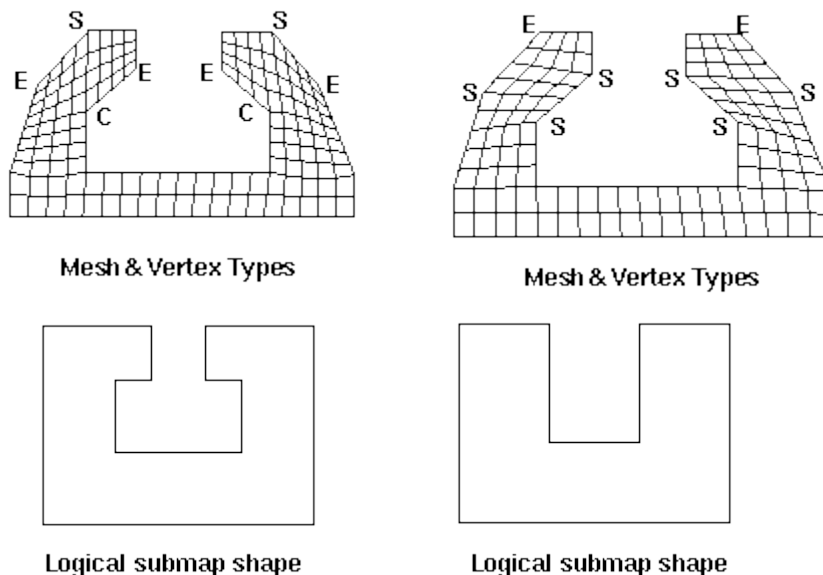 S S E E
E E E E S S S S
C C S S
Mesh & Vertex Types Mesh & Vertex Types
Logical submap shape Logical submap shape